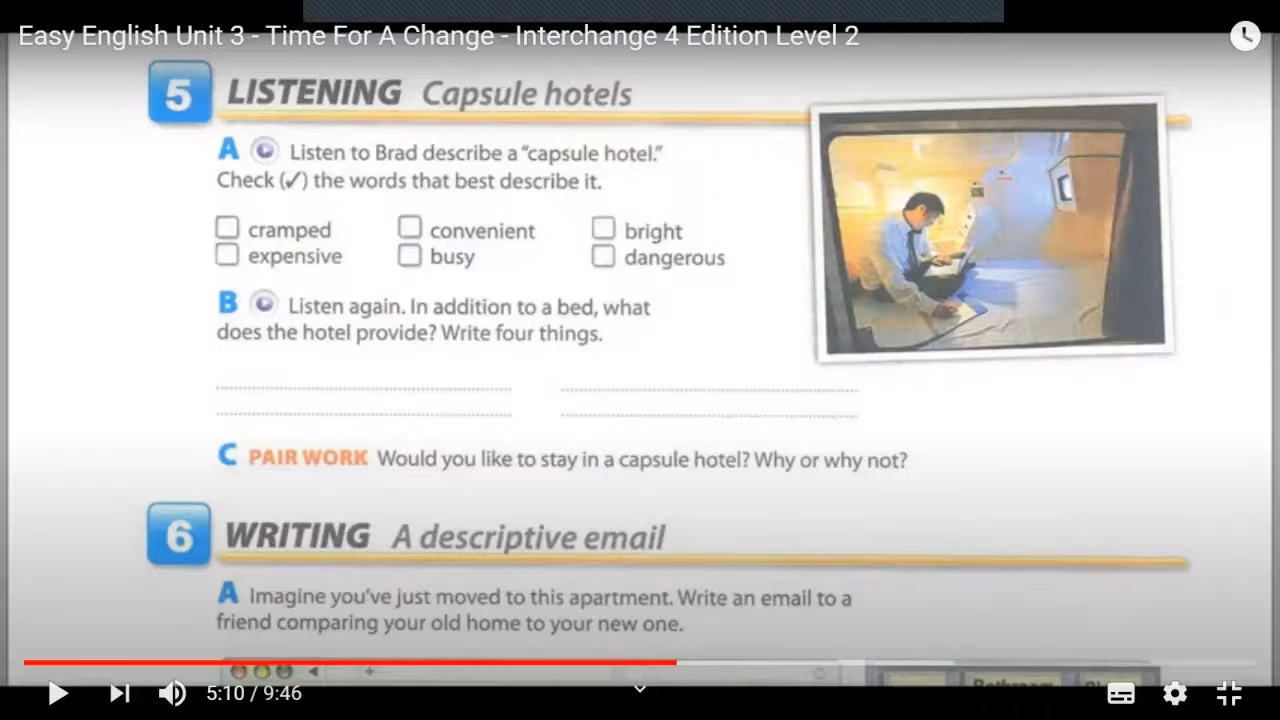 Easy English Unit 3 - Time For A Change - Interchange 4 Edition Level 2
5 LISTENING Capsule hotels
A Listen to Brad describe a “capsule hotel.”
Check (✓) the words that best describe it.
cramped convenient bright
expensive busy dangerous
B Listen again. In addition to a bed, what
does the hotel provide? Write four things.
C PAIR WORK Would you like to stay in a capsule hotel? Why or why not?
6 WRITING A descriptive email
A Imagine you’ve just moved to this apartment. Write an email to a
friend comparing your old home to your new one.
5:10 / 9:46